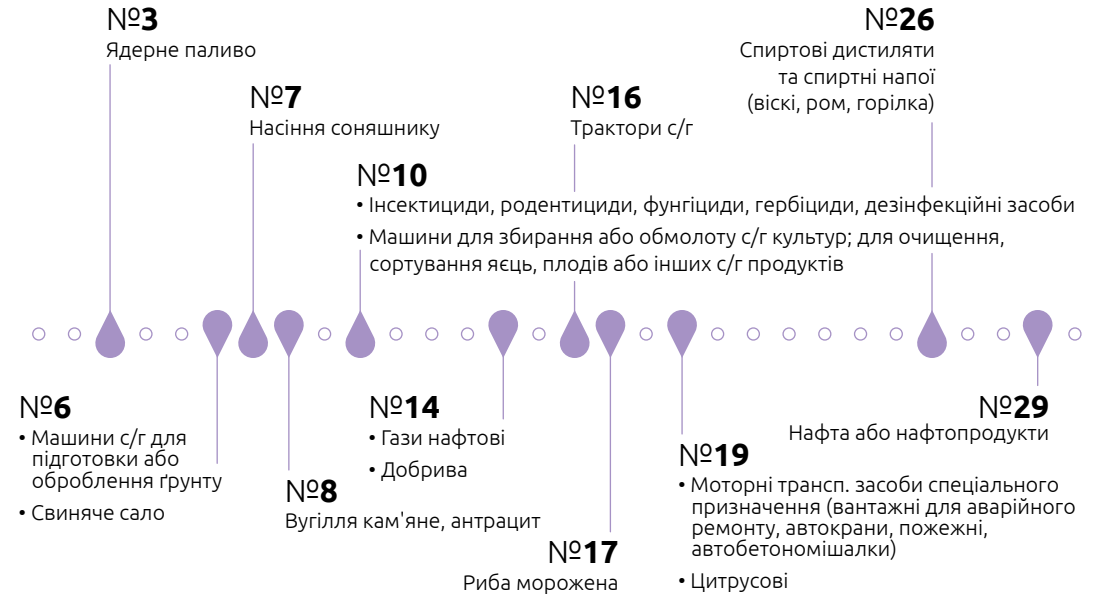 №3
Ядерне паливо
№26
Спиртові дистиляти
та спиртні напої
(віскі, ром, горілка)
№7
Насіння соняшнику
№16
Трактори с/г
№10
• Інсектициди, родентициди, фунгіциди, гербіциди, дезінфекційні засоби
• Машини для збирання або обмолоту с/г культур; для очищення,
сортування яєць, плодів або інших с/г продуктів
№6
• Машини с/г для
підготовки або
оброблення ґрунту
• Свиняче сало
№8
Вугілля кам'яне, антрацит
№14
• Гази нафтові
• Добрива
№17
Риба морожена
№29
Нафта або нафтопродукти
№19
• Моторні трансп. засоби спеціального
призначення (вантажні для аварійного
ремонту, автокрани, пожежні,
автобетономішалки)
• Цитрусові